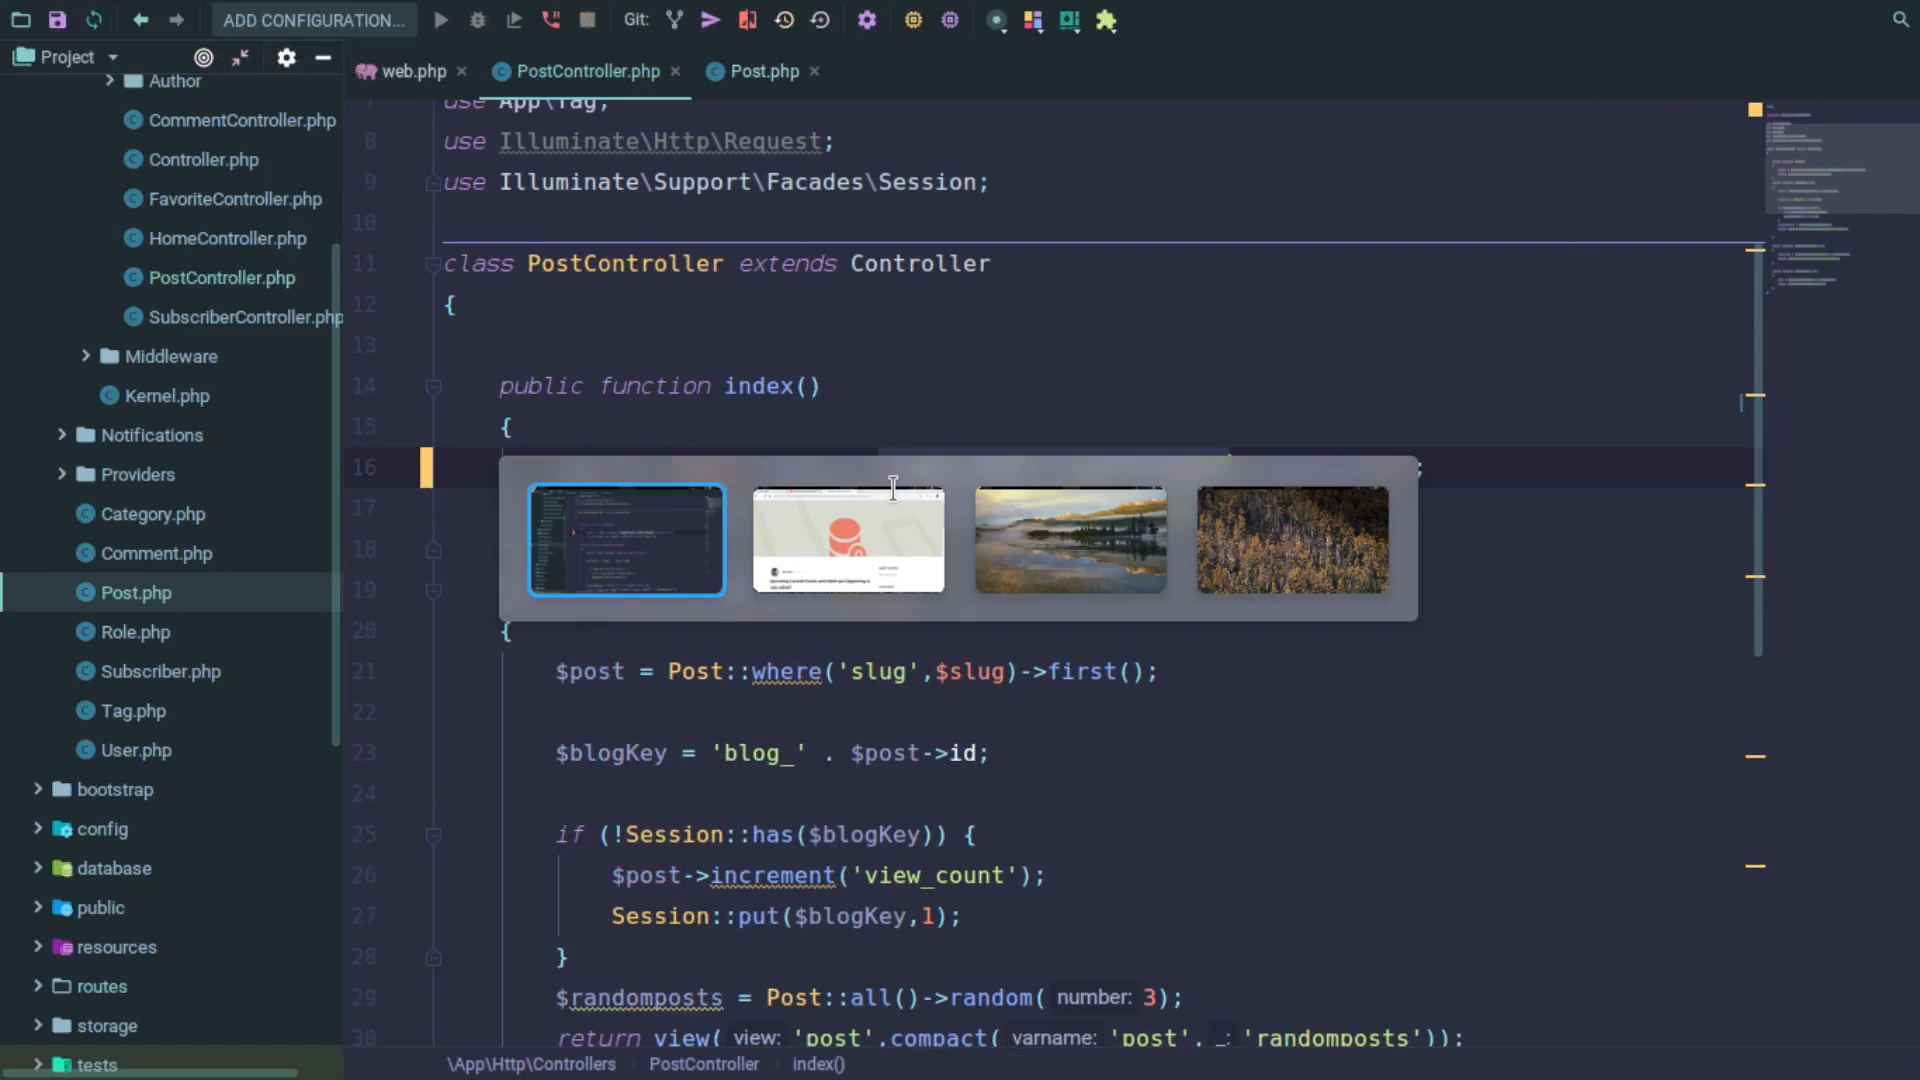 ADD CONFIGURATION...
Git:
Project
web.php
PostController.php
Post.php
Author
CommentController.php
Controller.php
FavoriteController.php
HomeController.php
PostController.php
SubscriberController.php
Middleware
Kernel.php
Notifications
Providers
Category.php
Comment.php
Post.php
Role.php
Subscriber.php
Tag.php
User.php
bootstrap
config
database
public
resources
routes
storage
tests
7 use App\Tag;
8 use Illuminate\Http\Request;
9 use Illuminate\Support\Facades\Session;
10
11 class PostController extends Controller
12 {
13
14 public function index()
15 {
16 ;
17
18
19
20 {
21 $post = Post::where('slug',$slug)->first();
22
23 $blogKey = 'blog_' . $post->id;
24
25 if (!Session::has($blogKey)) {
26 $post->increment('view_count');
27 Session::put($blogKey,1);
28 }
29 $randomposts = Post::all()->random( number: 3);
30 return view( view: 'post',compact( varname: 'post', _: 'randomposts'));
\App\Http\Controllers
PostController
index()